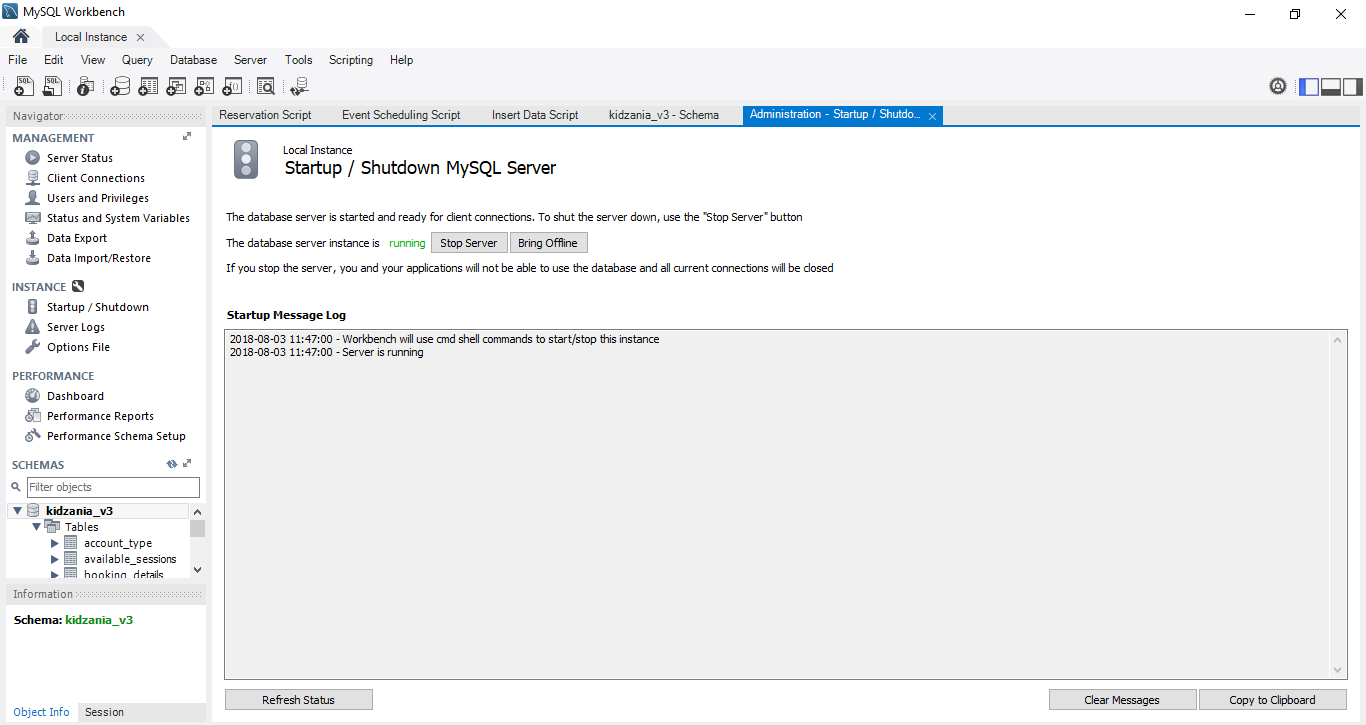 MySQL Workbench
Local Instance
File Edit View Query Database Server Tools Scripting Help
Navigator
MANAGEMENT
Server Status
Client Connections
Users and Privileges
Status and System Variables
Data Export
Data Import/Restore
INSTANCE
Startup / Shutdown
Server Logs
Options File
PERFORMANCE
Dashboard
Performance Reports
Performance Schema Setup
SCHEMAS
Filter objects
kidzania_v3
Tables
account_type
available_sessions
booking_details
Information
Schema: kidzania_v3
Object Info Session
Reservation Script Event Scheduling Script Insert Data Script kidzania_v3 - Schema Administration - Startup / Shutdo...
Local Instance
Startup / Shutdown MySQL Server
The database server is started and ready for client connections. To shut the server down, use the "Stop Server" button
The database server instance is running Stop Server Bring Offline
If you stop the server, you and your applications will not be able to use the database and all current connections will be closed
Startup Message Log
2018-08-03 11:47:00 - Workbench will use cmd shell commands to start/stop this instance
2018-08-03 11:47:00 - Server is running
Refresh Status Clear Messages Copy to Clipboard